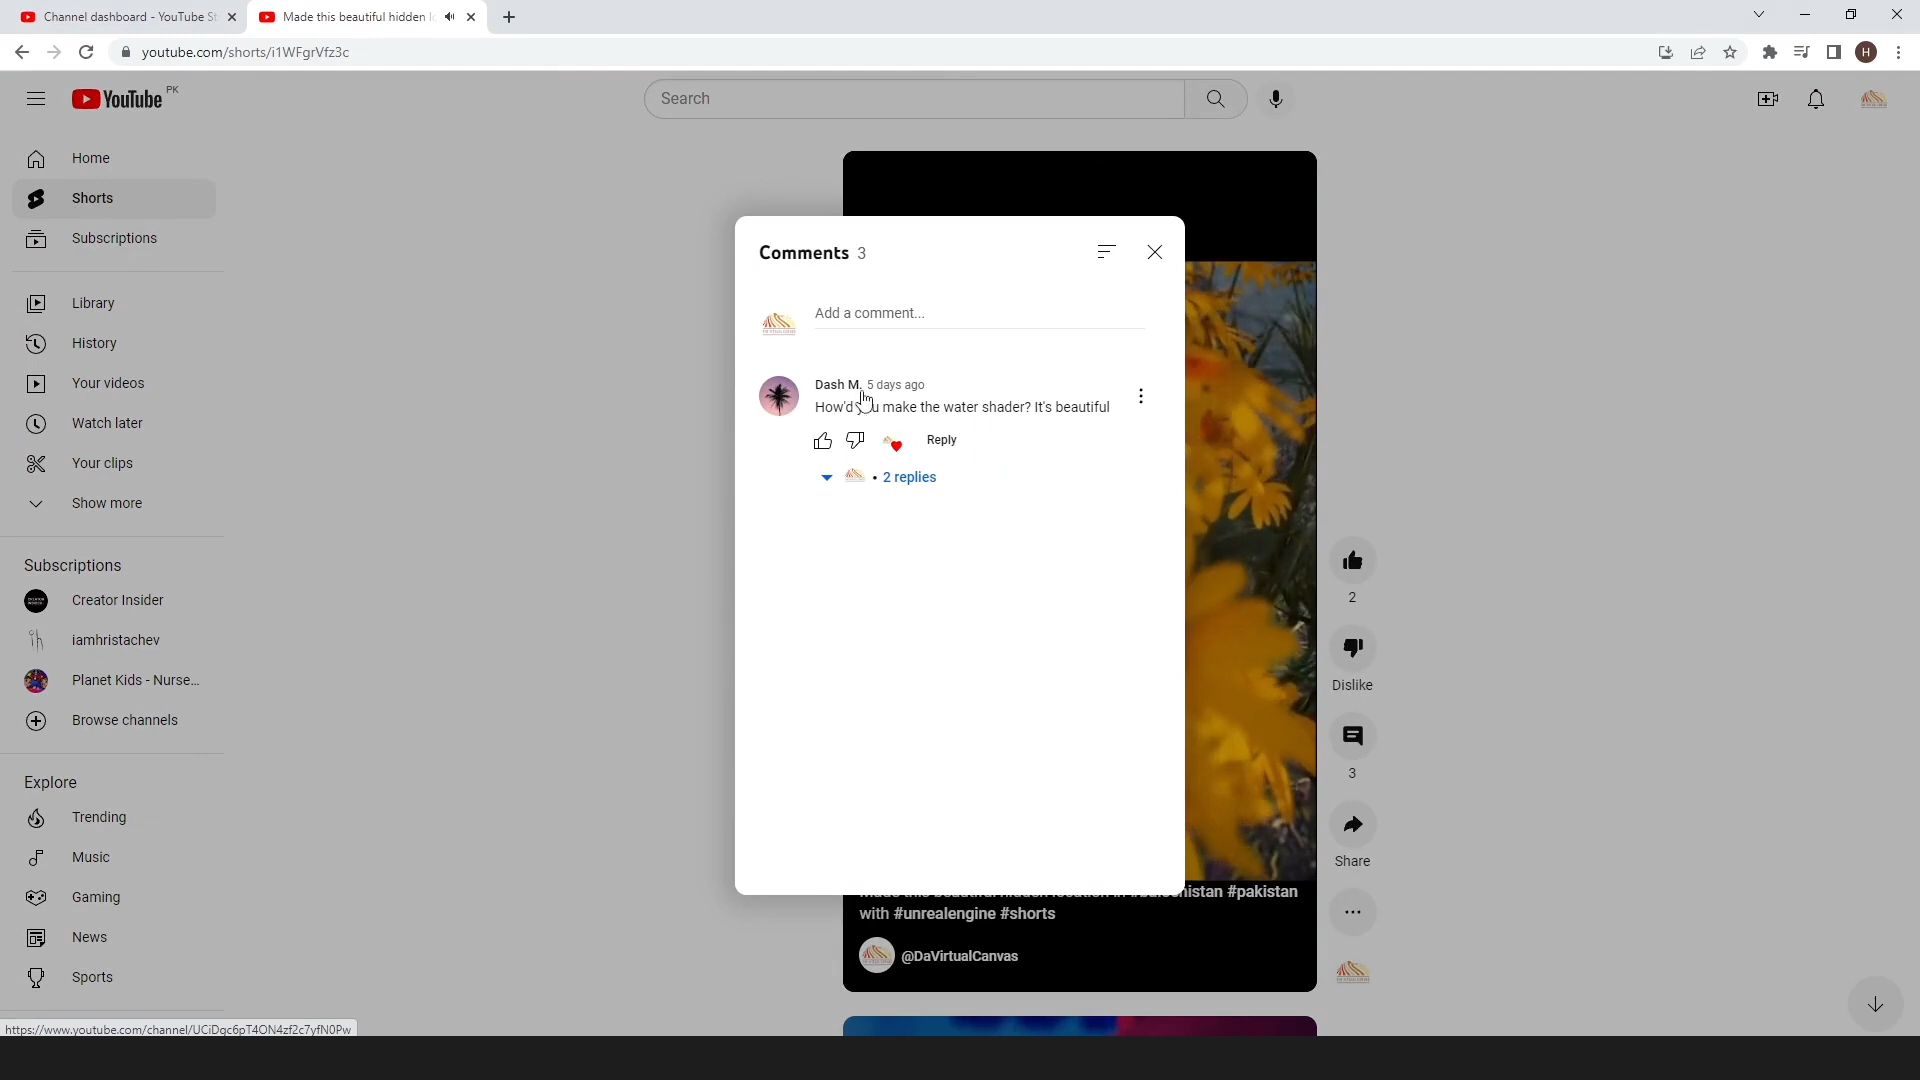 Channel dashboard - YouTube St
Made this beautiful hidden lo
youtube.com/shorts/i1WFgrVfz3c
H
YouTube PK
Search
Home
Shorts
Subscriptions
Library
History
Your videos
Watch later
Your clips
Show more
Subscriptions
Creator Insider
iamhristachev
Planet Kids - Nurse...
Browse channels
Explore
Trending
Music
Gaming
News
Sports
https://www.youtube.com/channel/UCiDgc6pT4ON4zf2c7yfN0Pw
Comments 3
Add a comment...
Dash M. 5 days ago
How'd you make the water shader? It's beautiful
Reply
• 2 replies
2
Dislike
3
Share
Made this beautiful hidden location in #balochistan #pakistan
with #unrealengine #shorts
@DaVirtualCanvas